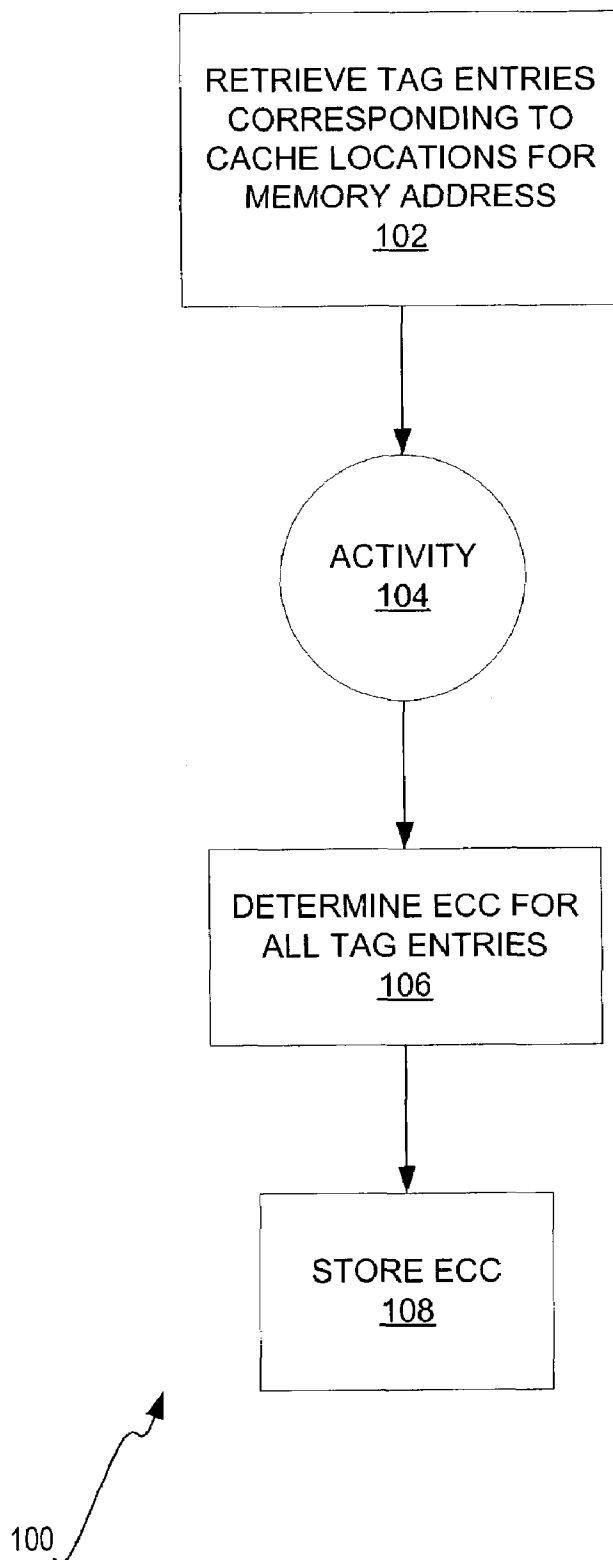 RETRIEVE TAG ENTRIES
CORRESPONDING TO
CACHE LOCATIONS FOR
MEMORY ADDRESS
102
ACTIVITY
104
DETERMINE ECC FOR
ALL TAG ENTRIES
106
STORE ECC
108
100